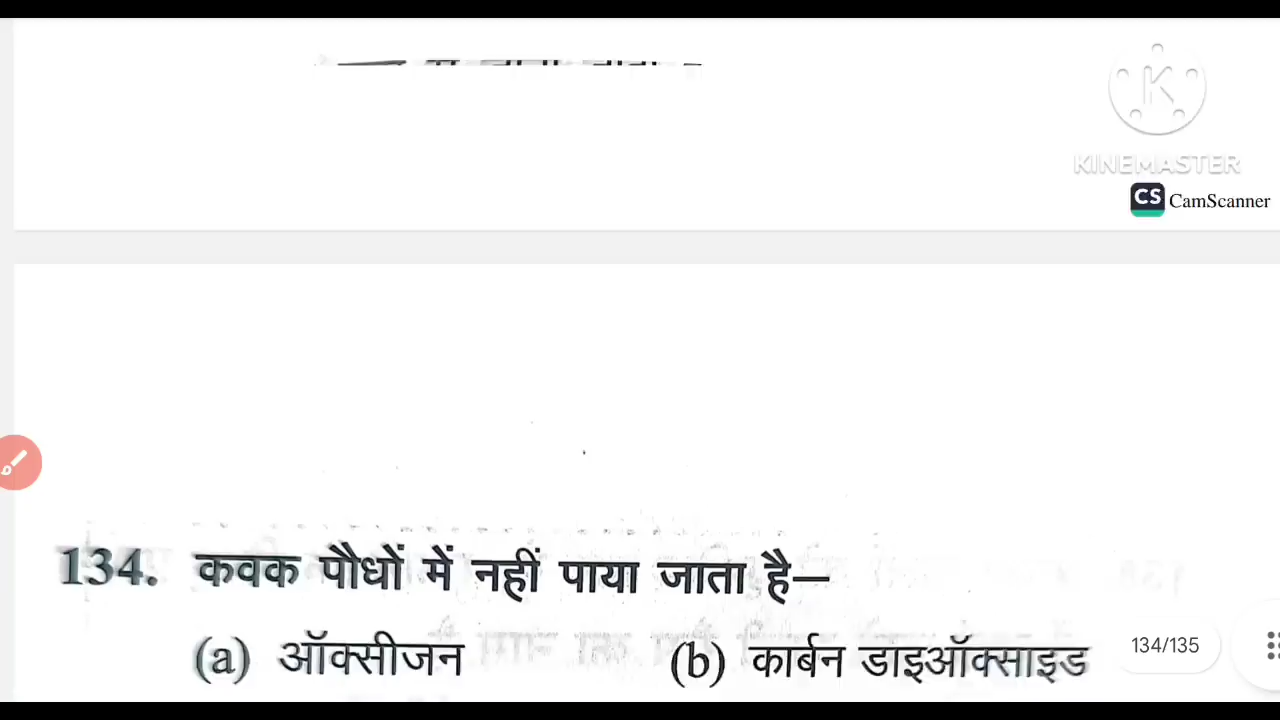 KINEMASTER
CS CamScanner
134. कवक पौधों में नहीं पाया जाता है—
(a) ऑक्सीजन (b) कार्बन डाइऑक्साइड
134/135